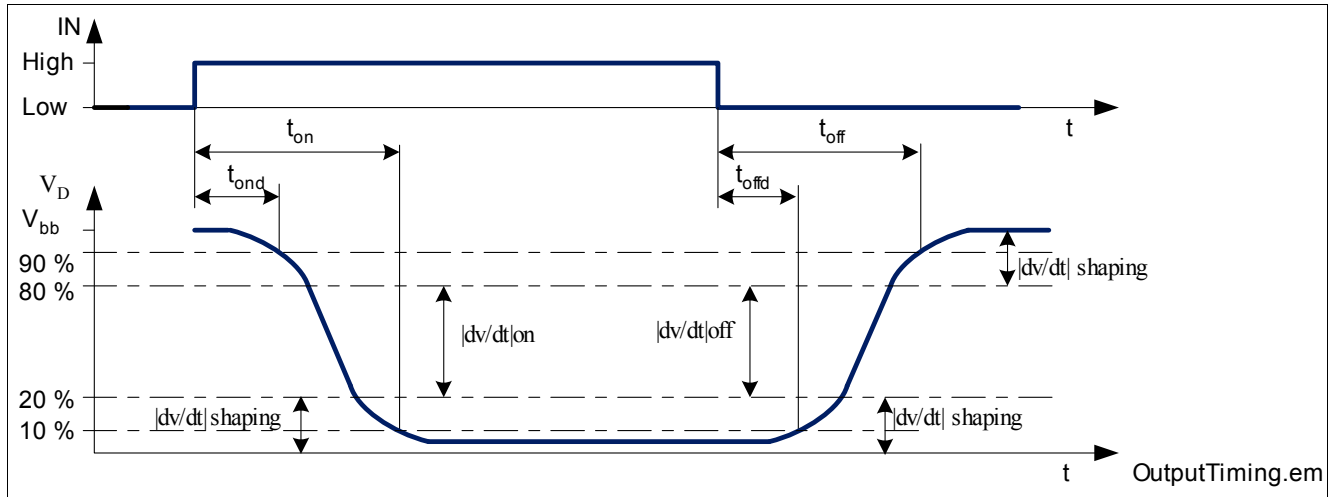 IN
High
Low
t
t_on
t_off
t_ond
t_offd
V_D
V_bb
90 %
80 %
|dv/dt| shaping
|dv/dt|on
|dv/dt|off
20 %
|dv/dt| shaping
|dv/dt| shaping
10 %
t
OutputTiming.em